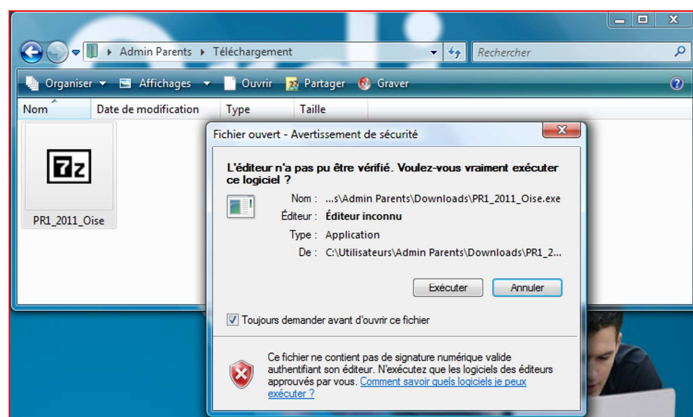 Admin Parents ▸ Téléchargement
Rechercher
Organiser Affichages Ouvrir Partager Graver
Nom Date de modification Type Taille
7z
PR1_2011_Oise
Fichier ouvert - Avertissement de sécurité
L'éditeur n'a pas pu être vérifié. Voulez-vous vraiment exécuter
ce logiciel ?
Nom : ...s\Admin Parents\Downloads\PR1_2011_Oise.exe
Éditeur : Éditeur inconnu
Type : Application
De : C:\Utilisateurs\Admin Parents\Downloads\PR1_2...
Exécuter Annuler
Toujours demander avant d'ouvrir ce fichier
Ce fichier ne contient pas de signature numérique valide
authentifiant son éditeur. N'exécutez que les logiciels des éditeurs
approuvés par vous. Comment savoir quels logiciels je peux
exécuter ?